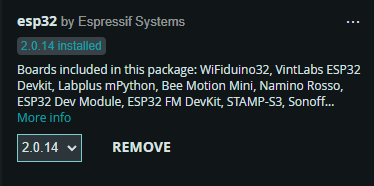 esp32 by Espressif Systems
2.0.14 installed
Boards included in this package: WiFiduino32, VintLabs ESP32
Devkit, Labplus mPython, Bee Motion Mini, Namino Rosso,
ESP32 Dev Module, ESP32 FM DevKit, STAMP-S3, Sonoff...
More info
2.0.14 REMOVE